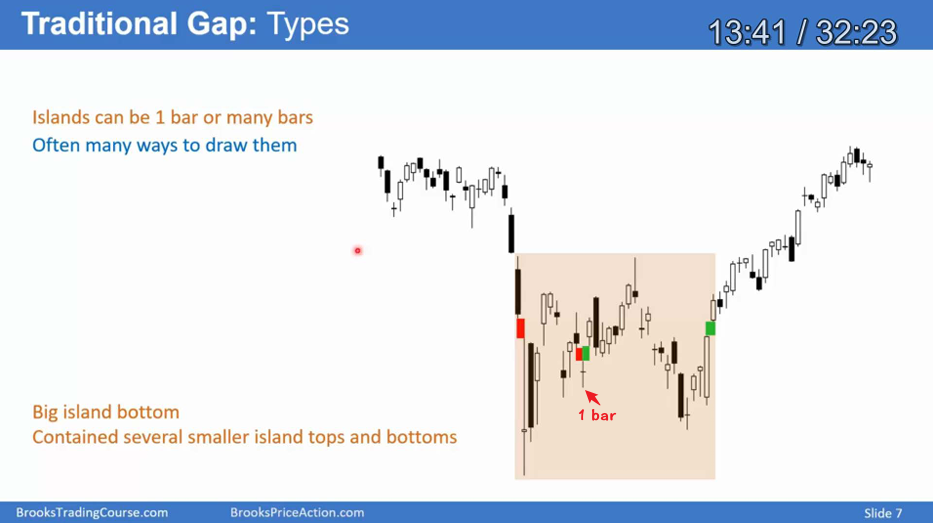 Traditional Gap: Types
13:41 / 32:23
Islands can be 1 bar or many bars
Often many ways to draw them
1 bar
Big island bottom
Contained several smaller island tops and bottoms
BrooksTradingCourse.com
BrooksPriceAction.com
Slide 7